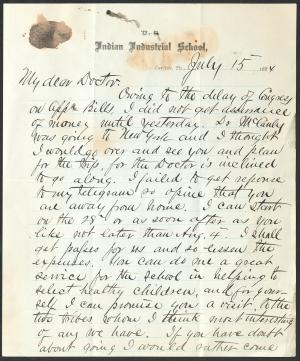 U.S.
Indian Industrial School,
Carlisle, Pa., July 15 1884
My dear Doctor
Owing to the delay of Congress
on App Bills I did not get assurance
of money until yesterday. Dr McCauley
was going to New York and I thought
I would go over and see you and plan
for the trip, for the Doctor is inclined
to go along. I failed to get response
to my telegrams so opine that you
are away from home. I can start
on the 28th or as soon after as you
like not later than Aug. 4. I shall
get passes for us and so lessen the
expenses. You can do me a great
service for the school in helping to
select healthy children, and for your-
self I can promise you a visit to the
two tribes whom I think most interesting
of any we have. If you have doubt
about going I would rather come